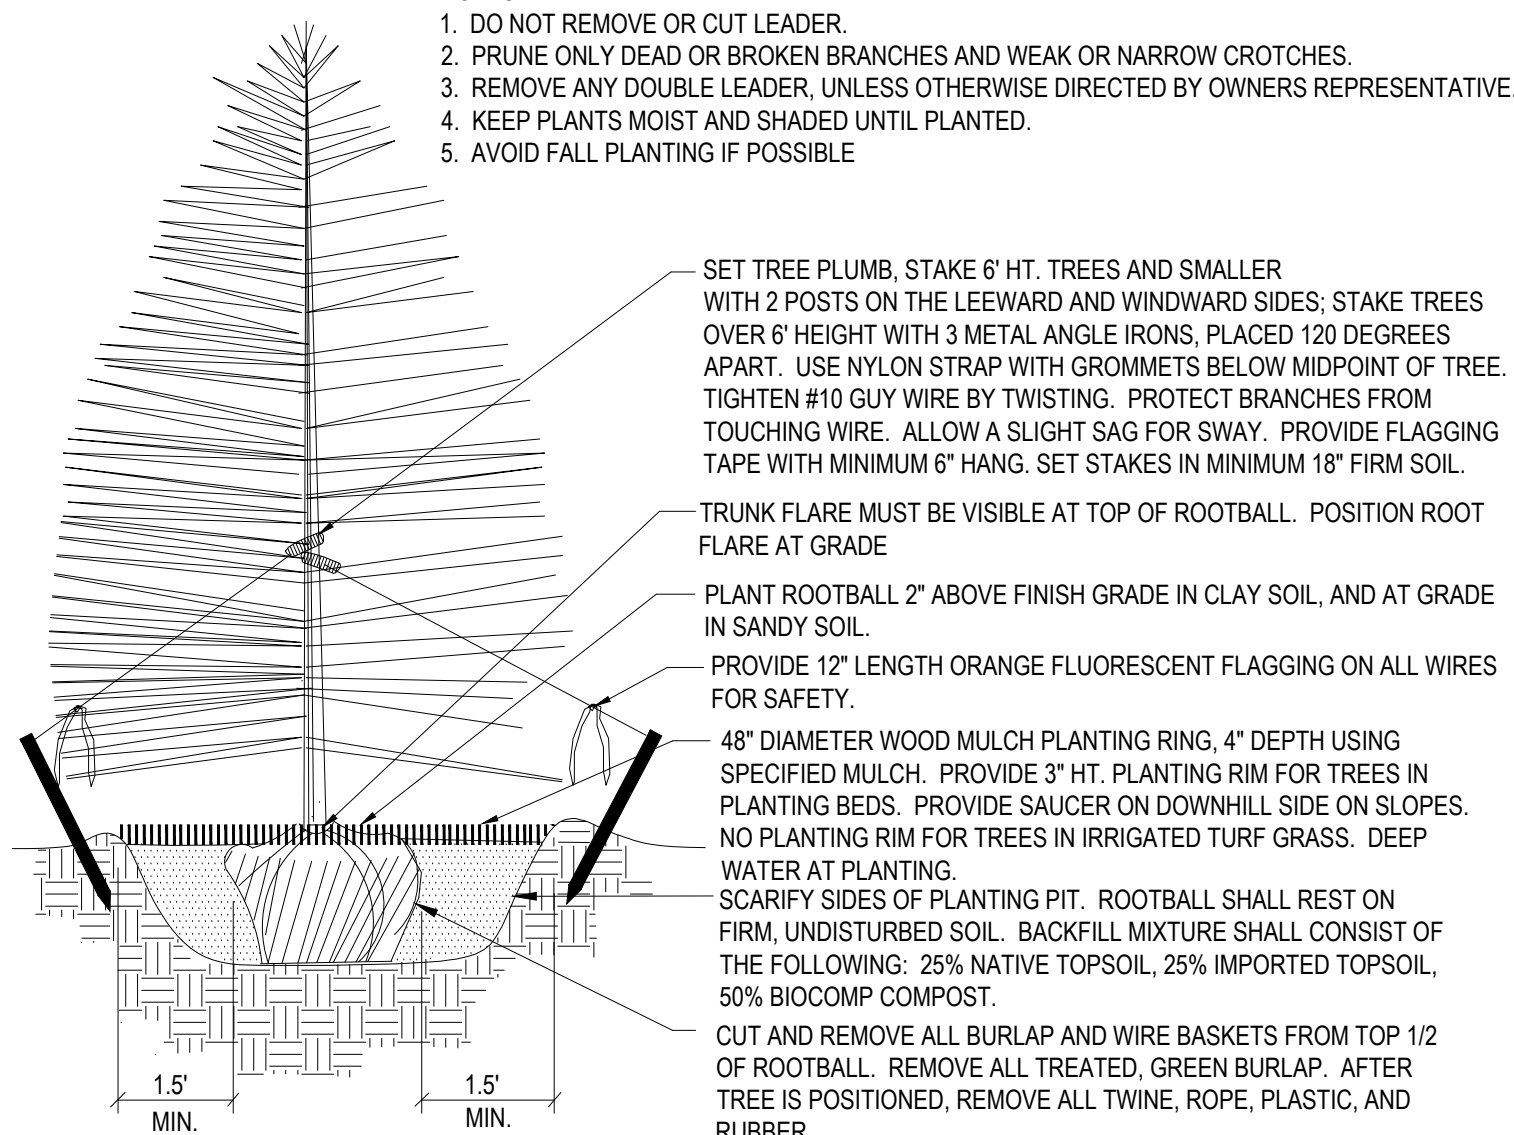 1. DO NOT REMOVE OR CUT LEADER.
2. PRUNE ONLY DEAD OR BROKEN BRANCHES AND WEAK OR NARROW CROTCHES.
3. REMOVE ANY DOUBLE LEADER, UNLESS OTHERWISE DIRECTED BY OWNERS REPRESENTATIVE.
4. KEEP PLANTS MOIST AND SHADED UNTIL PLANTED.
5. AVOID FALL PLANTING IF POSSIBLE
SET TREE PLUMB, STAKE 6' HT. TREES AND SMALLER
WITH 2 POSTS ON THE LEEWARD AND WINDWARD SIDES; STAKE TREES
OVER 6' HEIGHT WITH 3 METAL ANGLE IRONS, PLACED 120 DEGREES
APART. USE NYLON STRAP WITH GROMMETS BELOW MIDPOINT OF TREE.
TIGHTEN #10 GUY WIRE BY TWISTING. PROTECT BRANCHES FROM
TOUCHING WIRE. ALLOW A SLIGHT SAG FOR SWAY. PROVIDE FLAGGING
TAPE WITH MINIMUM 6" HANG. SET STAKES IN MINIMUM 18" FIRM SOIL.
TRUNK FLARE MUST BE VISIBLE AT TOP OF ROOTBALL. POSITION ROOT
FLARE AT GRADE
PLANT ROOTBALL 2" ABOVE FINISH GRADE IN CLAY SOIL, AND AT GRADE
IN SANDY SOIL.
PROVIDE 12" LENGTH ORANGE FLUORESCENT FLAGGING ON ALL WIRES
FOR SAFETY.
48" DIAMETER WOOD MULCH PLANTING RING, 4" DEPTH USING
SPECIFIED MULCH. PROVIDE 3" HT. PLANTING RIM FOR TREES IN
PLANTING BEDS. PROVIDE SAUCER ON DOWNHILL SIDE ON SLOPES.
NO PLANTING RIM FOR TREES IN IRRIGATED TURF GRASS. DEEP
WATER AT PLANTING.
SCARIFY SIDES OF PLANTING PIT. ROOTBALL SHALL REST ON
FIRM, UNDISTURBED SOIL. BACKFILL MIXTURE SHALL CONSIST OF
THE FOLLOWING: 25% NATIVE TOPSOIL, 25% IMPORTED TOPSOIL,
50% BIOCOMP COMPOST.
CUT AND REMOVE ALL BURLAP AND WIRE BASKETS FROM TOP 1/2
OF ROOTBALL. REMOVE ALL TREATED, GREEN BURLAP. AFTER
TREE IS POSITIONED, REMOVE ALL TWINE, ROPE, PLASTIC, AND
RUBBER
1.5'
MIN.
1.5'
MIN.